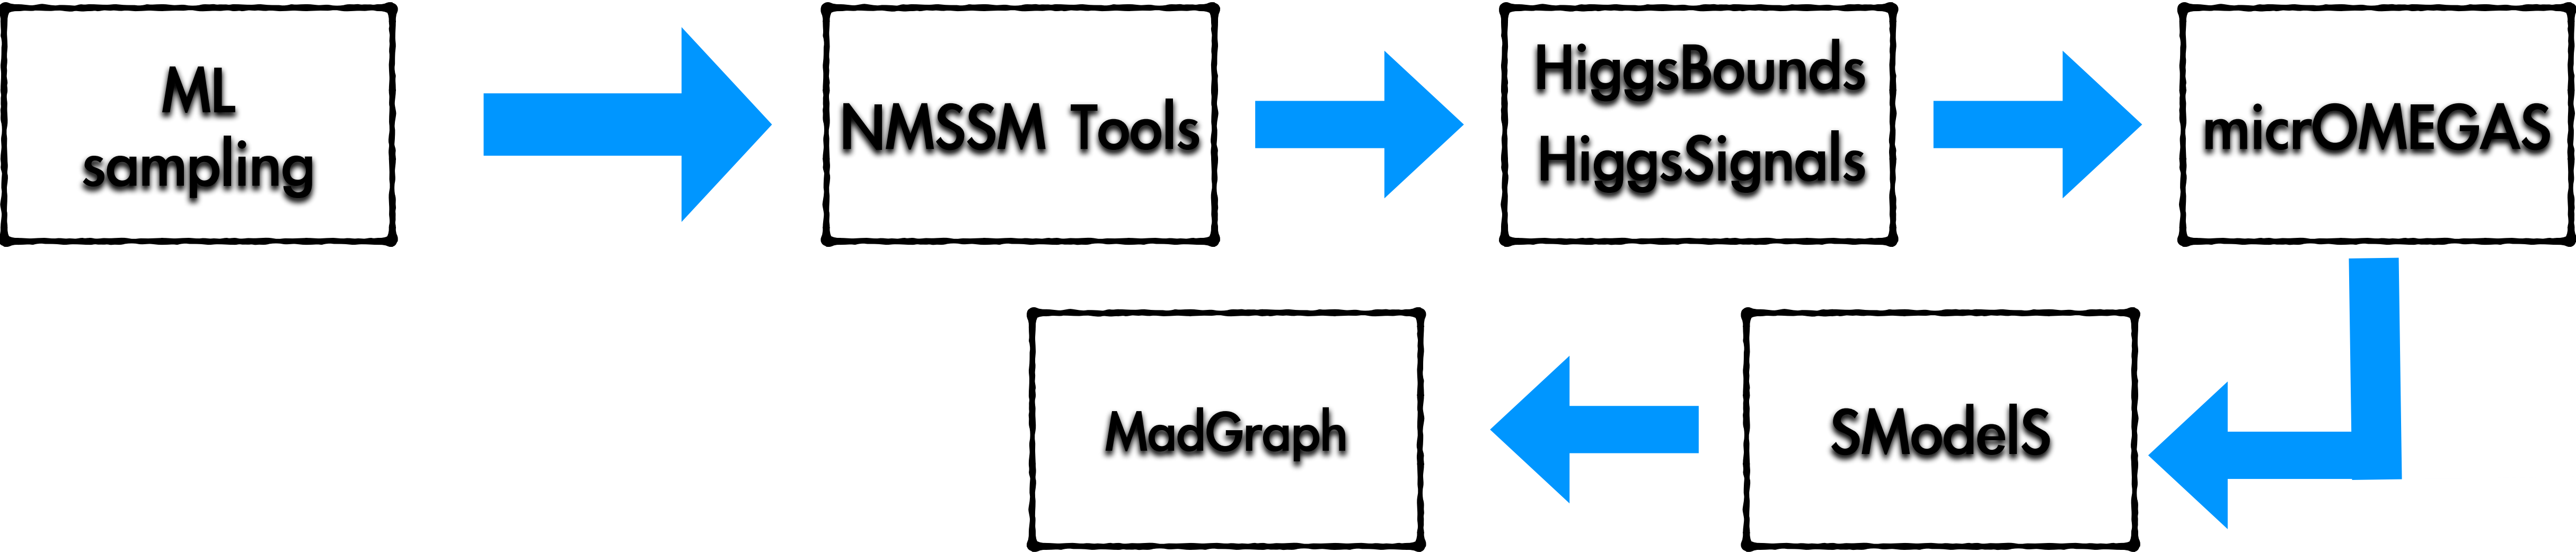 ML
sampling
NMSSM Tools
HiggsBounds
HiggsSignals
micrOMEGAS
SModelS
MadGraph